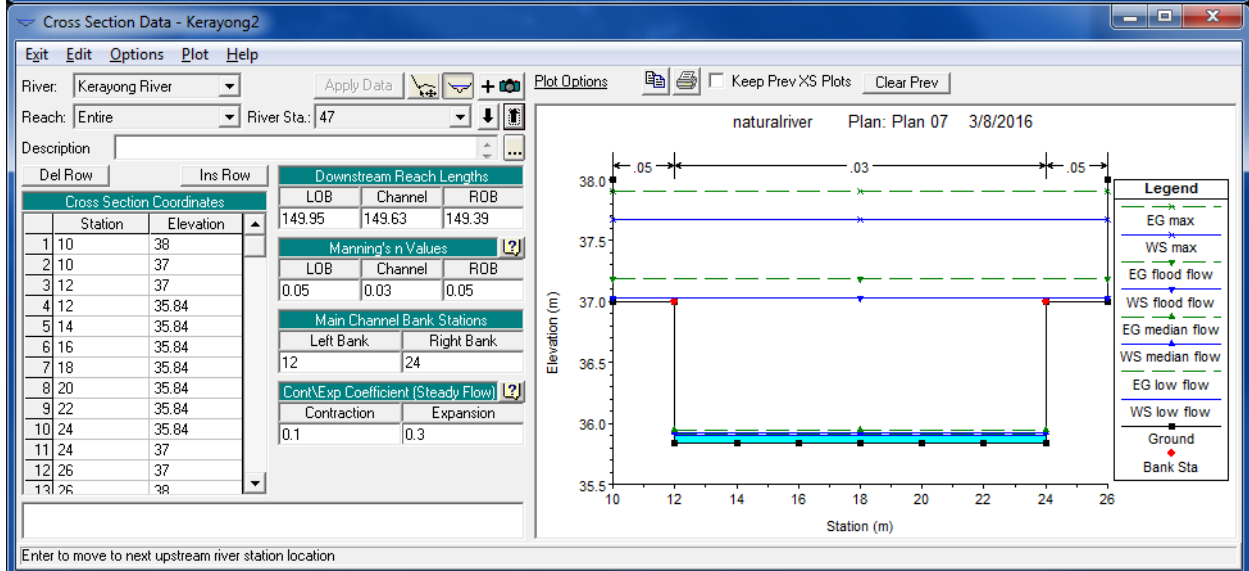 Cross Section Data - Kerayong2
Exit Edit Options Plot Help
River: Kerayong River Apply Data + Plot Options Keep Prev XS Plots Clear Prev
Reach: Entire River Sta.: 47
Description ...
Del Row Ins Row
Cross Section Coordinates
Station Elevation
1 10 38
2 10 37
3 12 37
4 12 35.84
5 14 35.84
6 16 35.84
7 18 35.84
8 20 35.84
9 22 35.84
10 24 35.84
11 24 37
12 26 37
13 26 38
Downstream Reach Lengths
LOB Channel ROB
149.95 149.63 149.39
Manning's n Values
LOB Channel ROB
0.05 0.03 0.05
Main Channel Bank Stations
Left Bank Right Bank
12 24
Cont\Exp Coefficient (Steady Flow)
Contraction Expansion
0.1 0.3
naturalriver Plan: Plan 07 3/8/2016
.05 .03 .05
38.0
37.5
37.0
36.5
36.0
35.5
Elevation (m)
10 12 14 16 18 20 22 24 26
Station (m)
Legend
EG max
WS max
EG flood flow
WS flood flow
EG median flow
WS median flow
EG low flow
WS low flow
Ground
Bank Sta
Enter to move to next upstream river station location